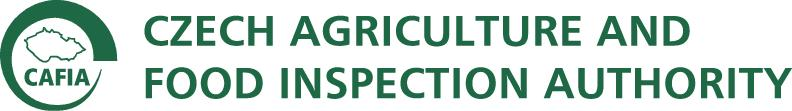 CAFIA
CZECH AGRICULTURE AND
FOOD INSPECTION AUTHORITY